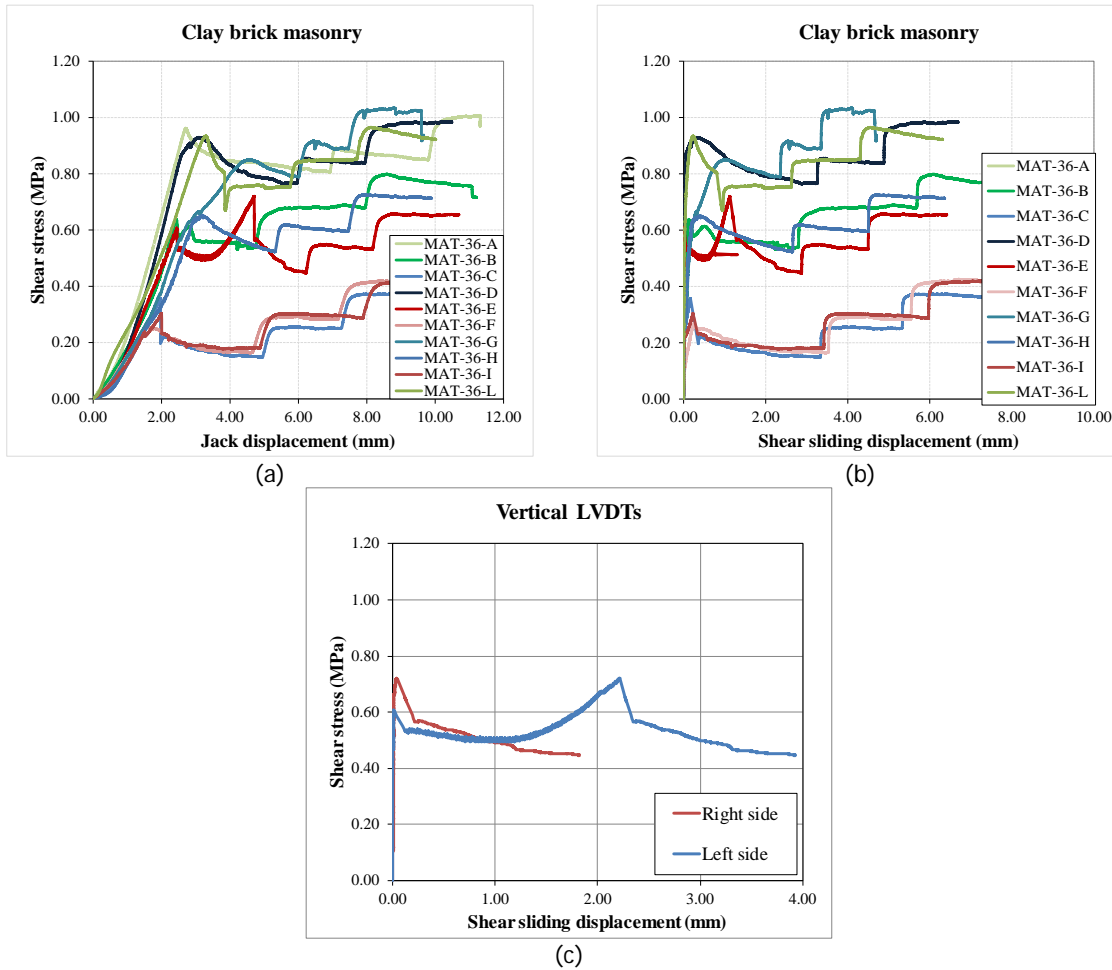 Clay brick masonry
1.20
1.00
0.80
0.60
0.40
0.20
0.00
Shear stress (MPa)
MAT-36-A
MAT-36-B
MAT-36-C
MAT-36-D
MAT-36-E
MAT-36-F
MAT-36-G
MAT-36-H
MAT-36-I
MAT-36-L
0.00 2.00 4.00 6.00 8.00 10.00 12.00
Jack displacement (mm)
(a)
Clay brick masonry
1.20
1.00
0.80
0.60
0.40
0.20
0.00
Shear stress (MPa)
MAT-36-A
MAT-36-B
MAT-36-C
MAT-36-D
MAT-36-E
MAT-36-F
MAT-36-G
MAT-36-H
MAT-36-I
MAT-36-L
0.00 2.00 4.00 6.00 8.00 10.00
Shear sliding displacement (mm)
(b)
Vertical LVDTs
1.20
1.00
0.80
0.60
0.40
0.20
0.00
Shear stress (MPa)
Right side
Left side
0.00 1.00 2.00 3.00 4.00
Shear sliding displacement (mm)
(c)